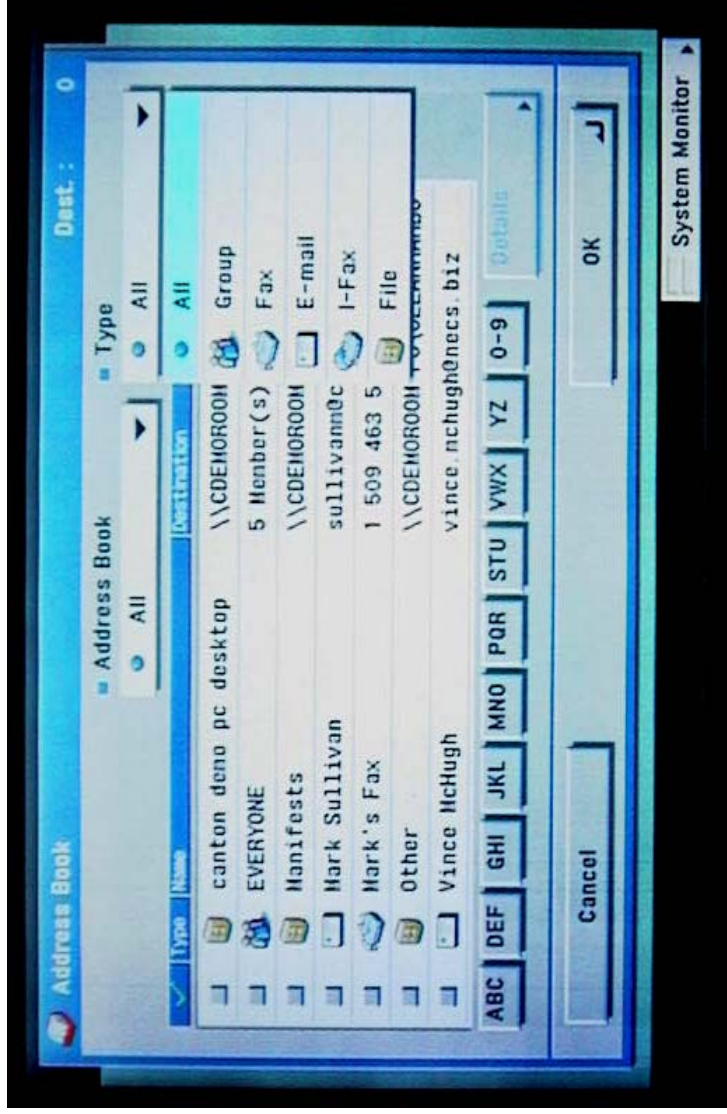 Address Book Dest. : 0
Address Book Type
All All
Type Name Destination All
canton demo pc desktop \\CDEMOROOM Group
EVERYONE 5 Member(s) Fax
Manifests \\CDEMOROOM E-mail
Mark Sullivan sullivanm@c I-Fax
Mark's Fax 1 509 463 5 File
Other \\CDEMOROOM
Vince McHugh vince.mchugh@necs.biz
ABC DEF GHI JKL MNO PQR STU VWX YZ 0-9 Details
Cancel OK
System Monitor